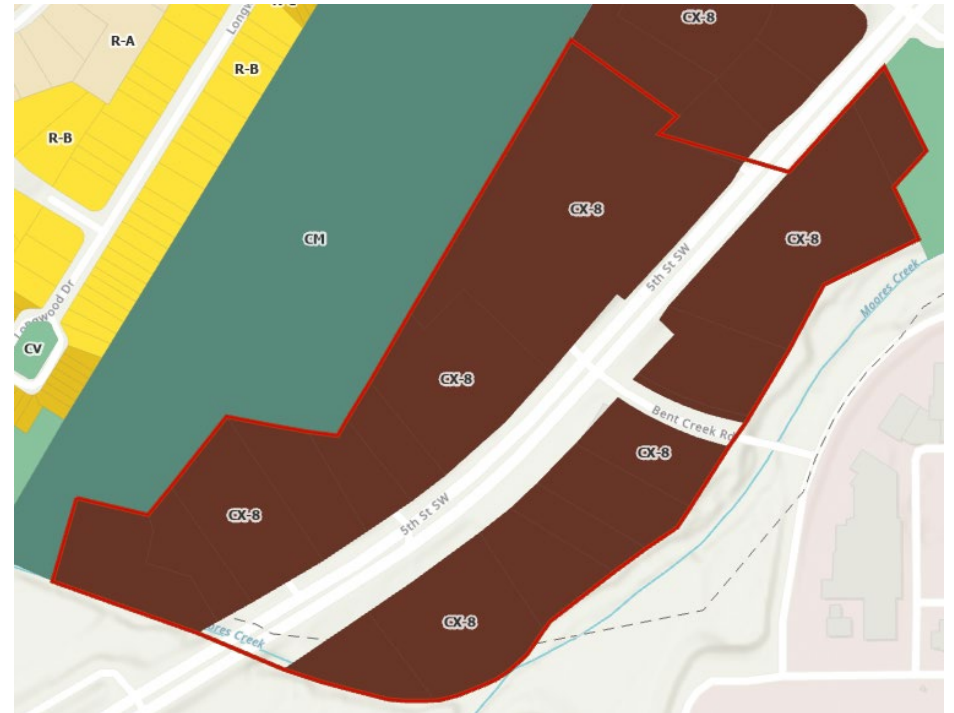 CX-8
R-A
Longw
R-B
R-B
CX-8
CM
CX-8
5th St SW
Moores Creek
Longwood Dr
CV
CX-8
Bent Creek Rd
CX-8
CX-8
5th St SW
CX-8
ores Creek